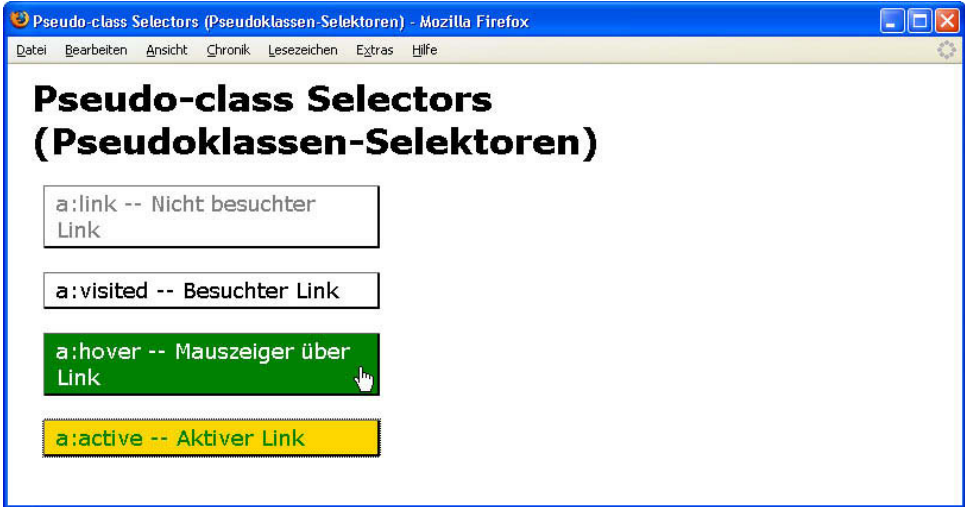 Pseudo-class Selectors (Pseudoklassen-Selektoren) - Mozilla Firefox
Datei Bearbeiten Ansicht Chronik Lesezeichen Extras Hilfe
Pseudo-class Selectors
(Pseudoklassen-Selektoren)
a:link -- Nicht besuchter
Link
a:visited -- Besuchter Link
a:hover -- Mauszeiger über
Link
a:active -- Aktiver Link